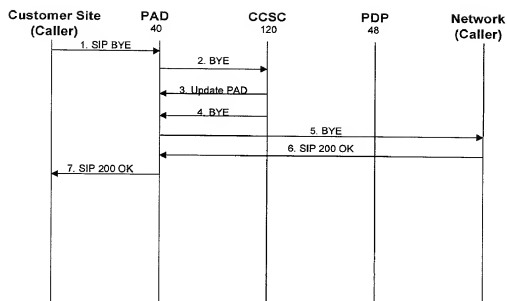 Customer Site
(Caller)
PAD
40
CCSC
120
PDP
48
Network
(Caller)
1. SIP BYE
2. BYE
3. Update PAD
4. BYE
5. BYE
6. SIP 200 OK
7. SIP 200 OK